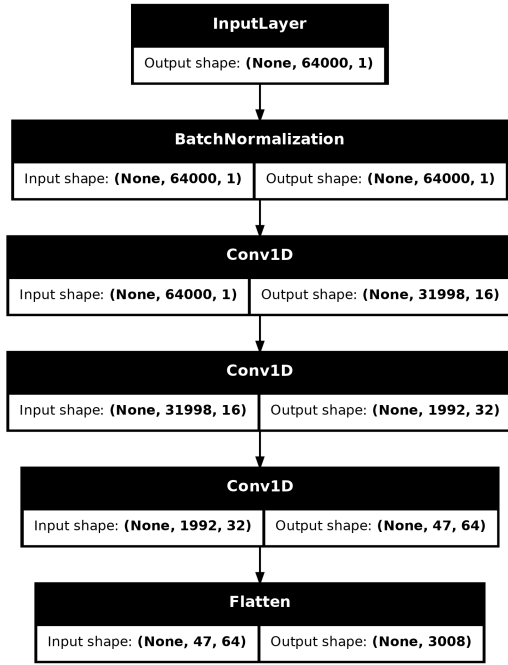 InputLayer
Output shape: (None, 64000, 1)
BatchNormalization
Input shape: (None, 64000, 1) Output shape: (None, 64000, 1)
Conv1D
Input shape: (None, 64000, 1) Output shape: (None, 31998, 16)
Conv1D
Input shape: (None, 31998, 16) Output shape: (None, 1992, 32)
Conv1D
Input shape: (None, 1992, 32) Output shape: (None, 47, 64)
Flatten
Input shape: (None, 47, 64) Output shape: (None, 3008)